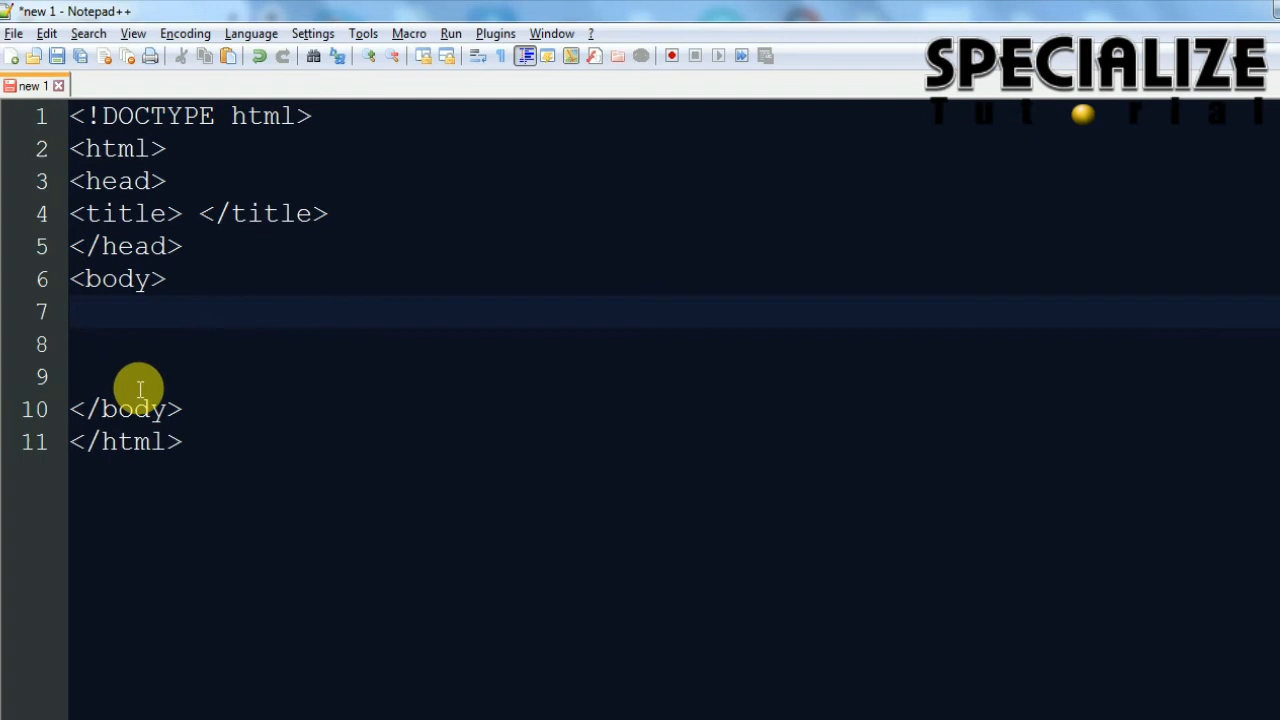 *new 1 - Notepad++
File Edit Search View Encoding Language Settings Tools Macro Run Plugins Window ?
SPECIALIZE
Tutorial
new 1
1 <!DOCTYPE html>
2 <html>
3 <head>
4 <title> </title>
5 </head>
6 <body>
7
8
9
10 </body>
11 </html>